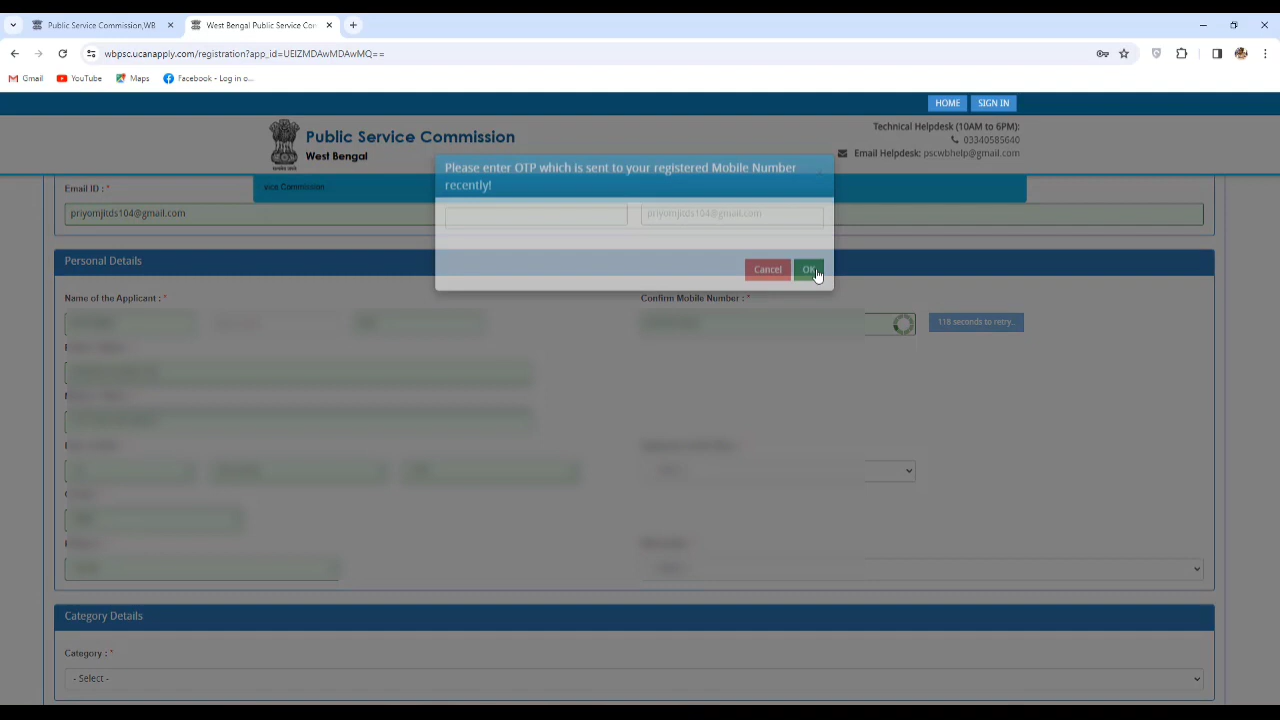 Public Service Commission,WB
West Bengal Public Service Con
wbpsc.ucanapply.com/registration?app_id=UElZMDAwMDAwMQ==
Gmail
YouTube
Maps
Facebook - Log in o...
HOME
SIGN IN
Public Service Commission
West Bengal
Technical Helpdesk (10AM to 6PM):
03340585640
Email Helpdesk: pscwbhelp@gmail.com
Please enter OTP which is sent to your registered Mobile Number
recently!
Email ID : *
vice Commission
priyomjitds104@gmail.com
priyomjitds104@gmail.com
Personal Details
Cancel
OK
Name of the Applicant : *
Confirm Mobile Number : *
118 seconds to retry..
Category Details
Category : *
- Select -